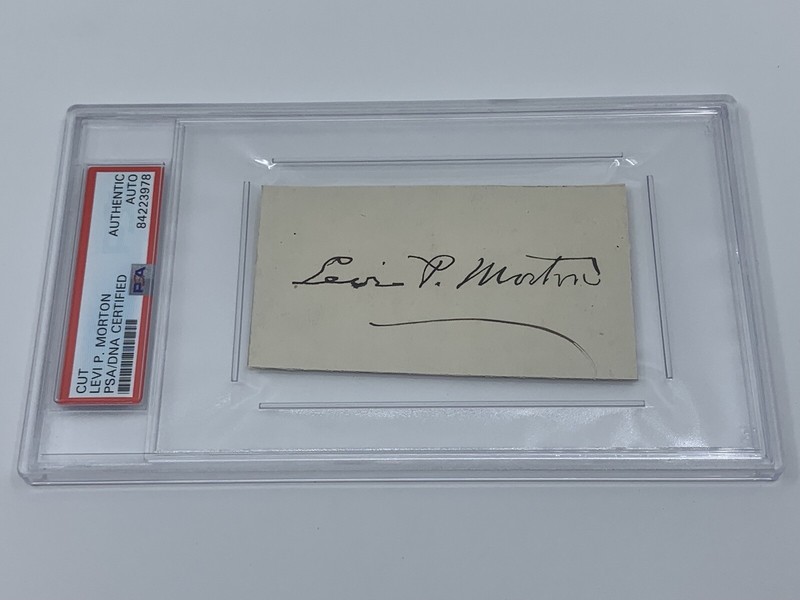 CUT
LEVI P. MORTON
PSA/DNA CERTIFIED
AUTHENTIC
AUTO
84223978
PSA
Levi P. Morton